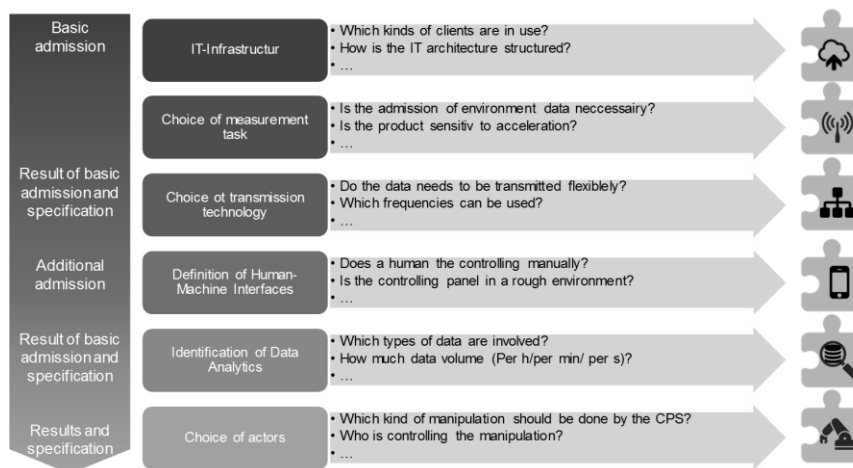 Basic
admission
IT-Infrastructur
• Which kinds of clients are in use?
• How is the IT architecture structured?
• ...
Choice of measurement
task
• Is the admission of environment data neccessairy?
• Is the product sensitiv to acceleration?
• ...
Result of basic
admission and
specification
Choice ot transmission
technology
• Do the data needs to be transmitted flexiblely?
• Which frequencies can be used?
• ...
Additional
admission
Definition of Human-
Machine Interfaces
• Does a human the controlling manually?
• Is the controlling panel in a rough environment?
• ...
Result of basic
admission and
specification
Identification of Data
Analytics
• Which types of data are involved?
• How much data volume (Per h/per min/ per s)?
• ...
Results and
specification
Choice of actors
• Which kind of manipulation should be done by the CPS?
• Who is controlling the manipulation?
• ...